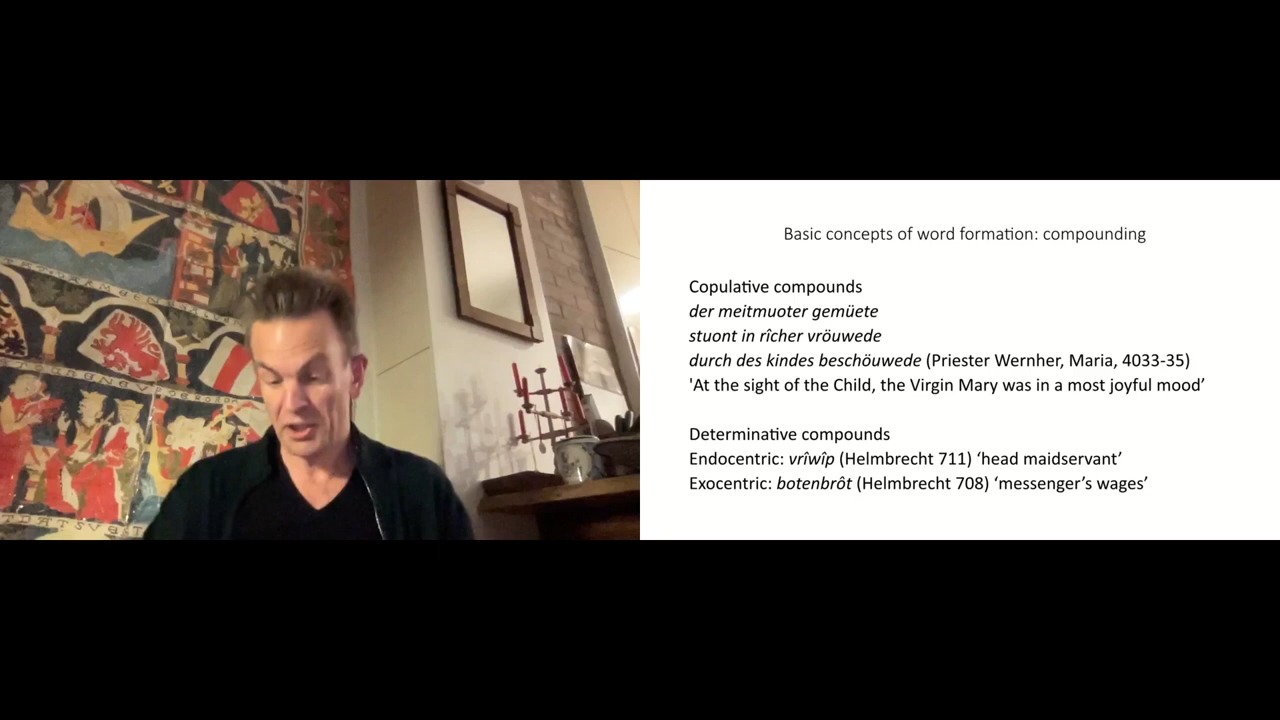 Basic concepts of word formation: compounding
Copulative compounds
der meitmuoter gemüete
stuont in rîcher vröuwede
durch des kindes beschöuwede (Priester Wernher, Maria, 4033-35)
'At the sight of the Child, the Virgin Mary was in a most joyful mood’
Determinative compounds
Endocentric: vrîwîp (Helmbrecht 711) ‘head maidservant’
Exocentric: botenbrôt (Helmbrecht 708) ‘messenger’s wages’